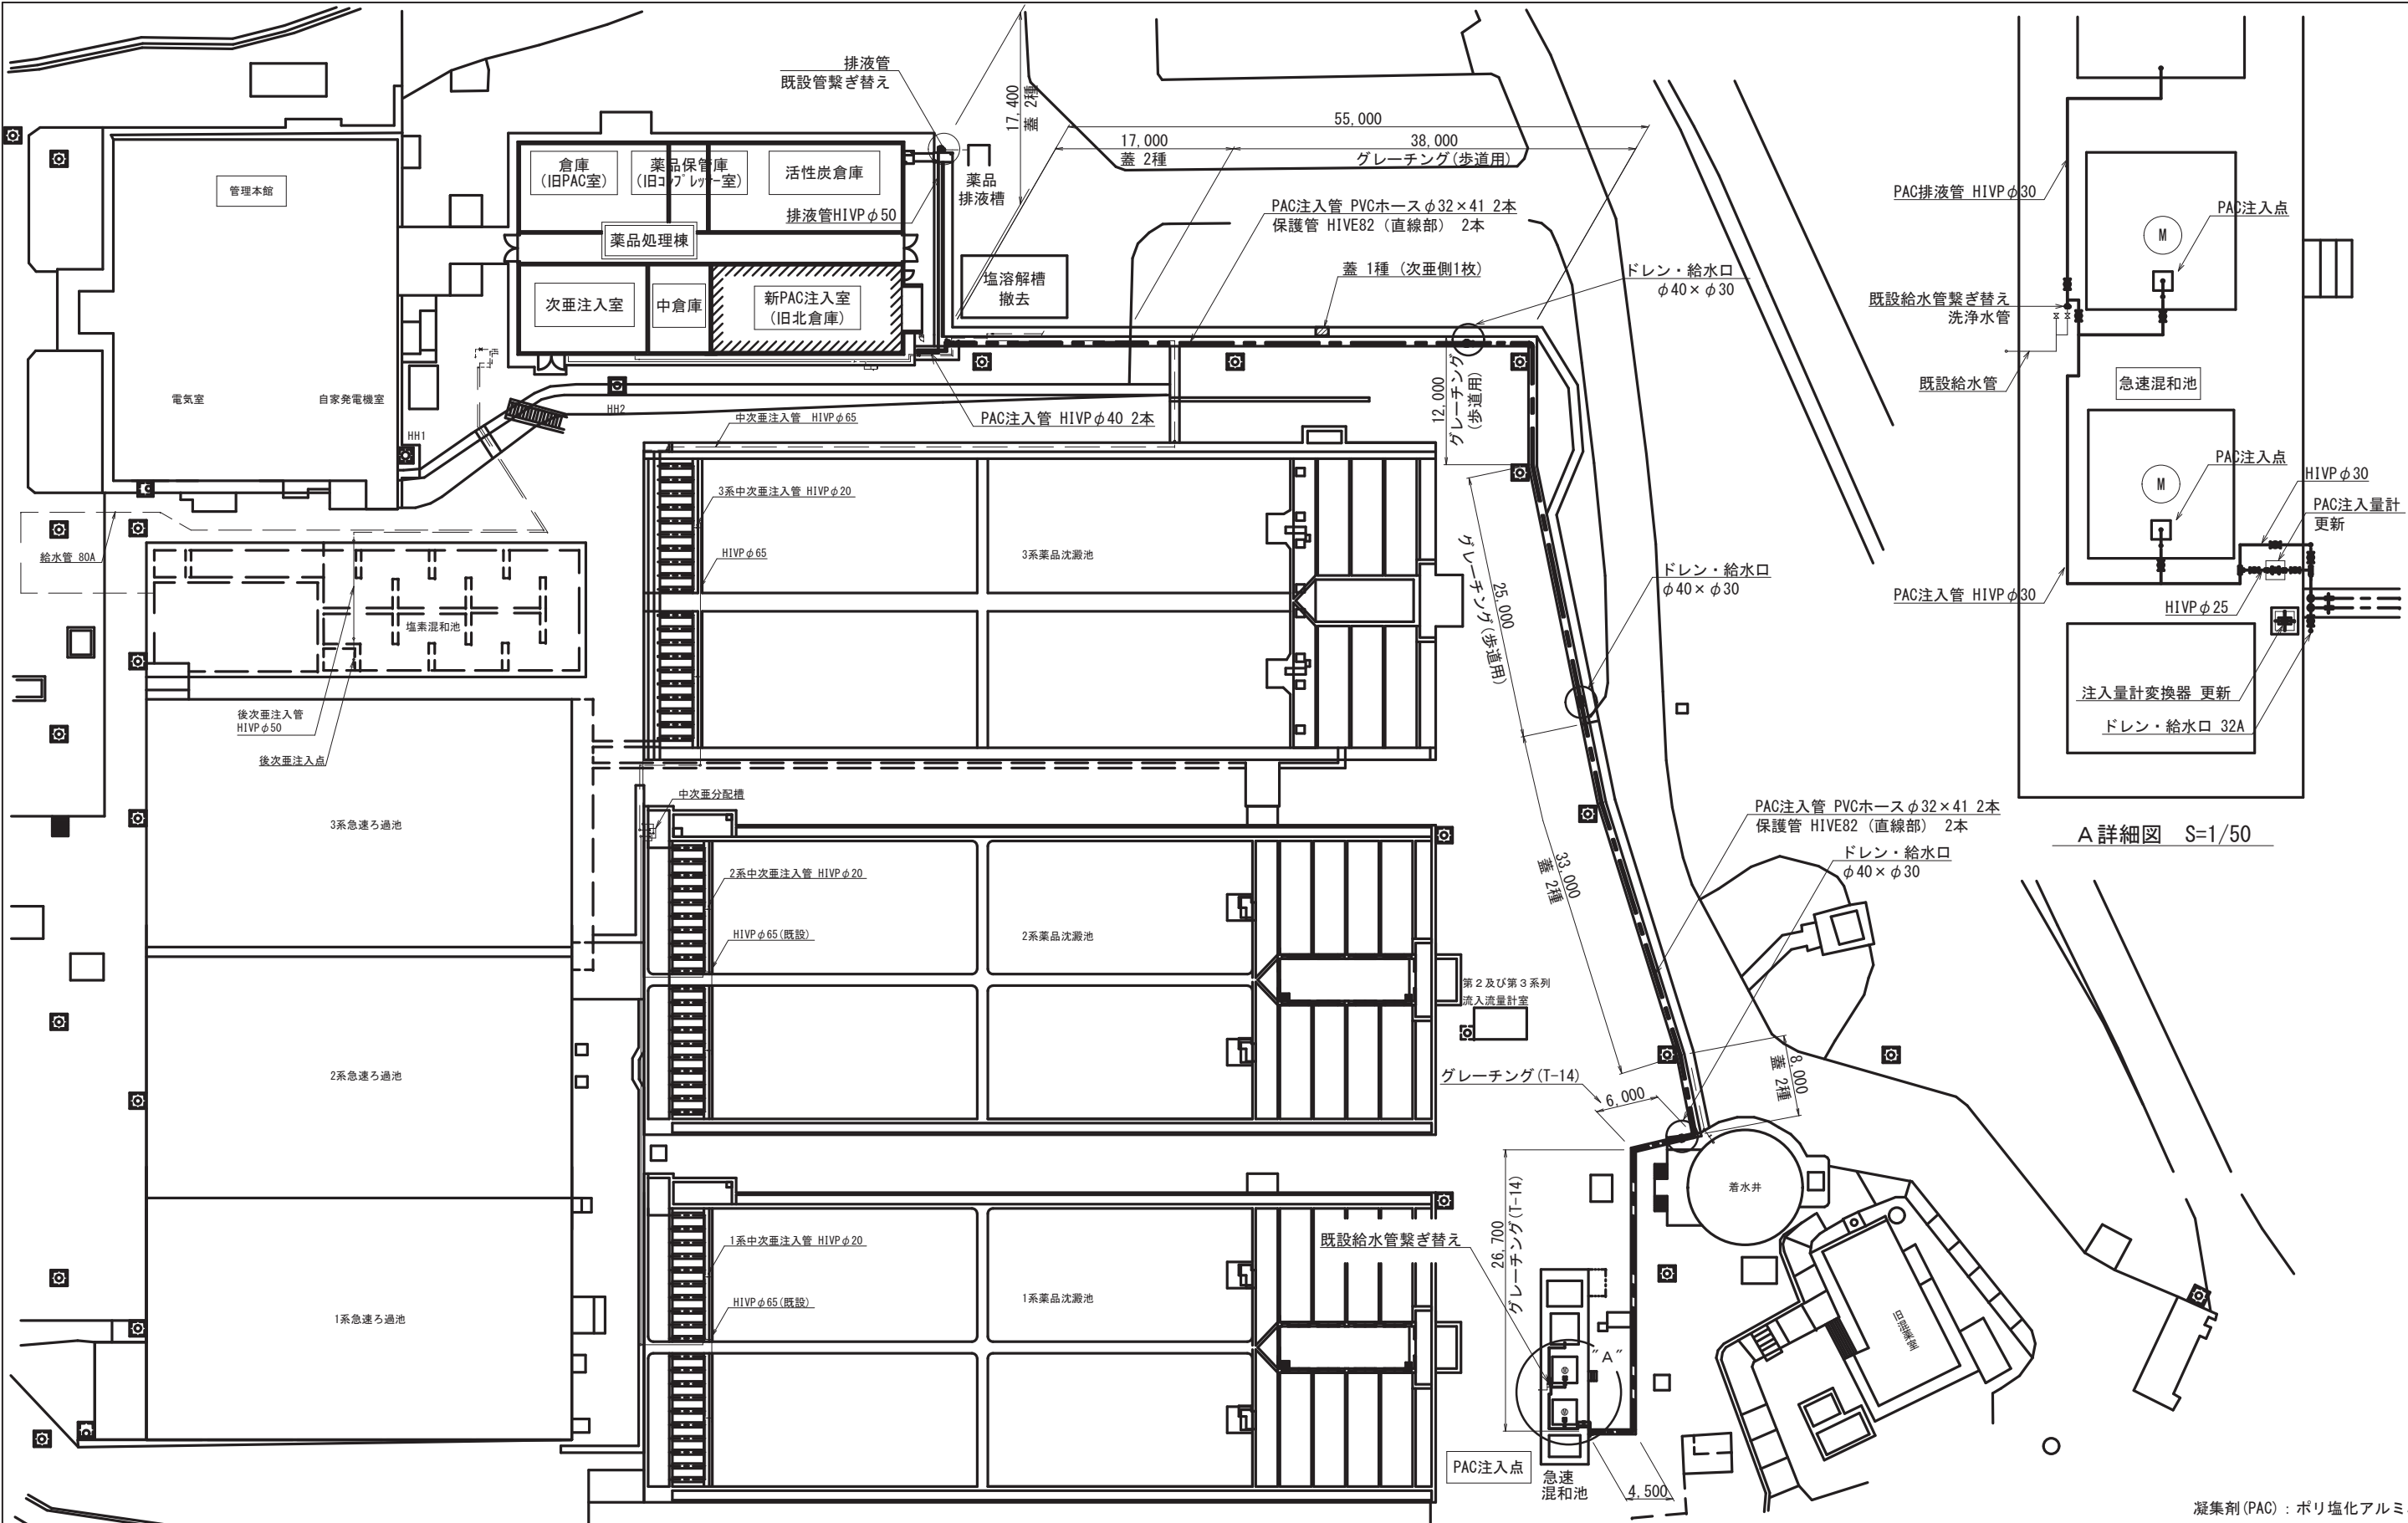 排液管
既設管繋ぎ替え
17,400
蓋 2種
55,000
17,000
蓋 2種
38,000
グレーチング(歩道用)
倉庫
(旧PAC室)
薬品保管庫
(旧コンプレッサー室)
活性炭倉庫
薬品
排液槽
管理本館
排液管HIVPφ50
薬品処理棟
PAC注入管 PVCホースφ32×41 2本
保護管 HIVE82 (直線部) 2本
蓋 1種 (次亜側1枚)
ドレン・給水口
φ40×φ30
塩溶解槽
撤去
次亜注入室
中倉庫
新PAC注入室
(旧北倉庫)
電気室
自家発電機室
HH1
HH2
中次亜注入管 HIVPφ65
PAC注入管 HIVPφ40 2本
12,000
グレーチング
(歩道用)
給水管 80A
3系中次亜注入管 HIVPφ20
HIVPφ65
3系薬品沈澱池
25,000
グレーチング(歩道用)
ドレン・給水口
φ40×φ30
塩素混和池
後次亜注入管
HIVPφ50
後次亜注入点
3系急速ろ過池
中次亜分配槽
2系中次亜注入管 HIVPφ20
HIVPφ65(既設)
2系薬品沈澱池
33,000
蓋 2種
PAC注入管 PVCホースφ32×41 2本
保護管 HIVE82 (直線部) 2本
ドレン・給水口
φ40×φ30
第2及び第3系列
流入流量計室
2系急速ろ過池
グレーチング(T-14)
6,000
8,000
蓋 2種
着水井
26,700
グレーチング(T-14)
既設給水管繋ぎ替え
1系中次亜注入管 HIVPφ20
HIVPφ65(既設)
1系薬品沈澱池
1系急速ろ過池
"A"
PAC注入点
急速
混和池
4,500
PAC排液管 HIVPφ30
PAC注入点
M
既設給水管繋ぎ替え
洗浄水管
既設給水管
急速混和池
PAC注入点
M
HIVPφ30
PAC注入量計
更新
PAC注入管 HIVPφ30
HIVPφ25
注入量計変換器 更新
ドレン・給水口 32A
A詳細図 S=1/50
凝集剤(PAC):ポリ塩化アルミ